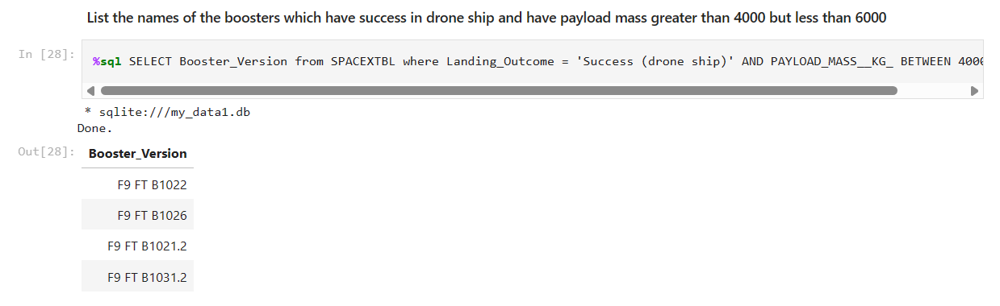 List the names of the boosters which have success in drone ship and have payload mass greater than 4000 but less than 6000
In [28]: %sql SELECT Booster_Version from SPACEXTBL where Landing_Outcome = 'Success (drone ship)' AND PAYLOAD_MASS__KG_ BETWEEN 4000
* sqlite:///my_data1.db
Done.
Out[28]: Booster_Version
F9 FT B1022
F9 FT B1026
F9 FT B1021.2
F9 FT B1031.2